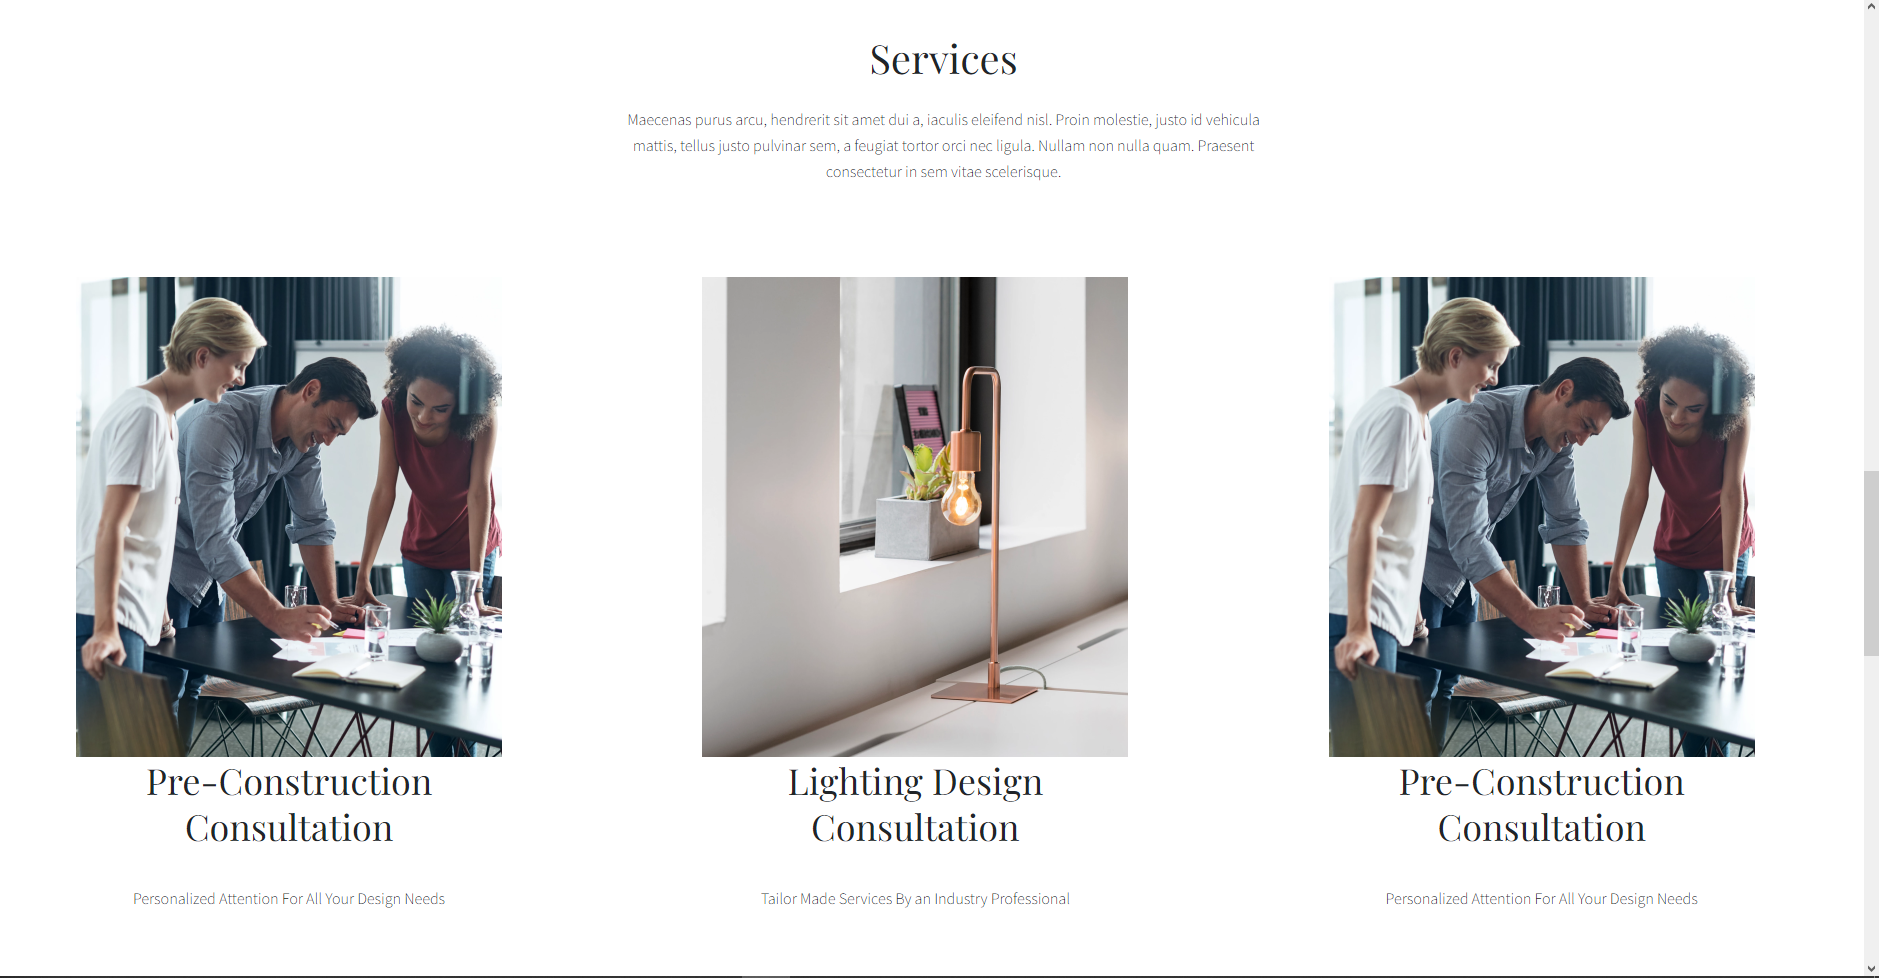 Services
Maecenas purus arcu, hendrerit sit amet dui a, iaculis eleifend nisl. Proin molestie, justo id vehicula
mattis, tellus justo pulvinar sem, a feugiat tortor orci nec ligula. Nullam non nulla quam. Praesent
consectetur in sem vitae scelerisque.
Pre-Construction
Consultation
Personalized Attention For All Your Design Needs
Lighting Design
Consultation
Tailor Made Services By an Industry Professional
Pre-Construction
Consultation
Personalized Attention For All Your Design Needs